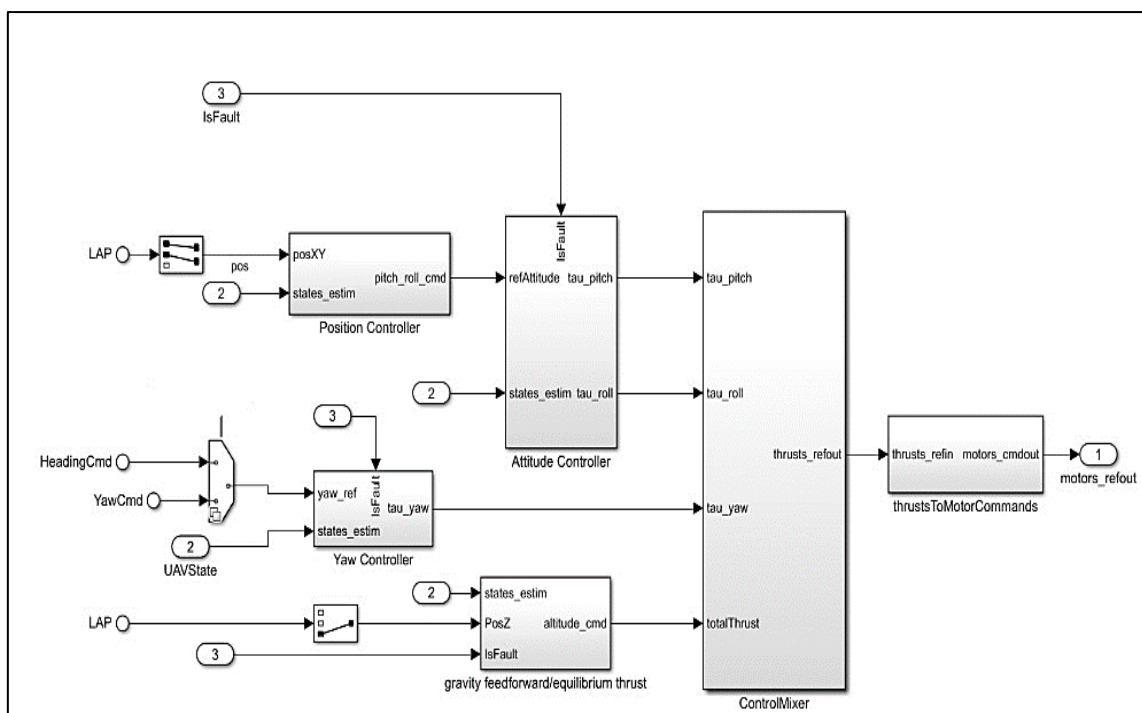 3
IsFault
IsFault
LAP
pos
posXY
pitch_roll_cmd
2
states_estim
Position Controller
refAttitude
tau_pitch
2
states_estim
tau_roll
Attitude Controller
tau_pitch
tau_roll
tau_yaw
totalThrust
thrusts_refout
ControlMixer
thrusts_refin
motors_cmdout
thrustsToMotorCommands
1
motors_refout
3
HeadingCmd
YawCmd
yaw_ref
IsFault
tau_yaw
states_estim
Yaw Controller
2
UAVState
2
states_estim
LAP
PosZ
altitude_cmd
3
IsFault
gravity feedforward/equilibrium thrust